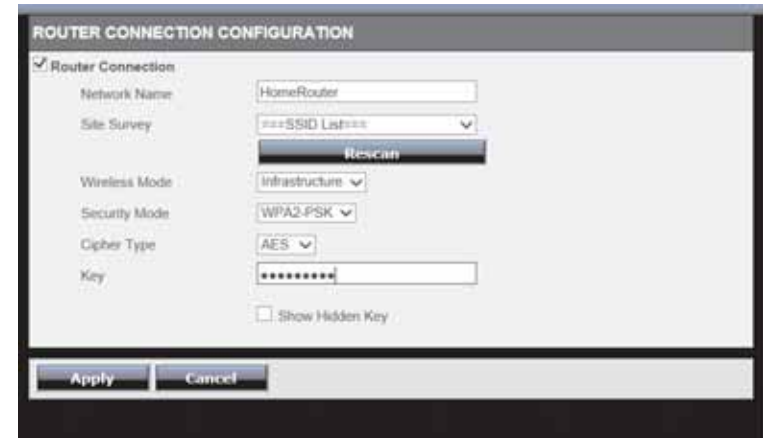 ROUTER CONNECTION CONFIGURATION
Router Connection
Network Name HomeRouter
Site Survey ===SSID List===
Rescan
Wireless Mode Infrastructure
Security Mode WPA2-PSK
Cipher Type AES
Key •••••••••
Show Hidden Key
Apply Cancel